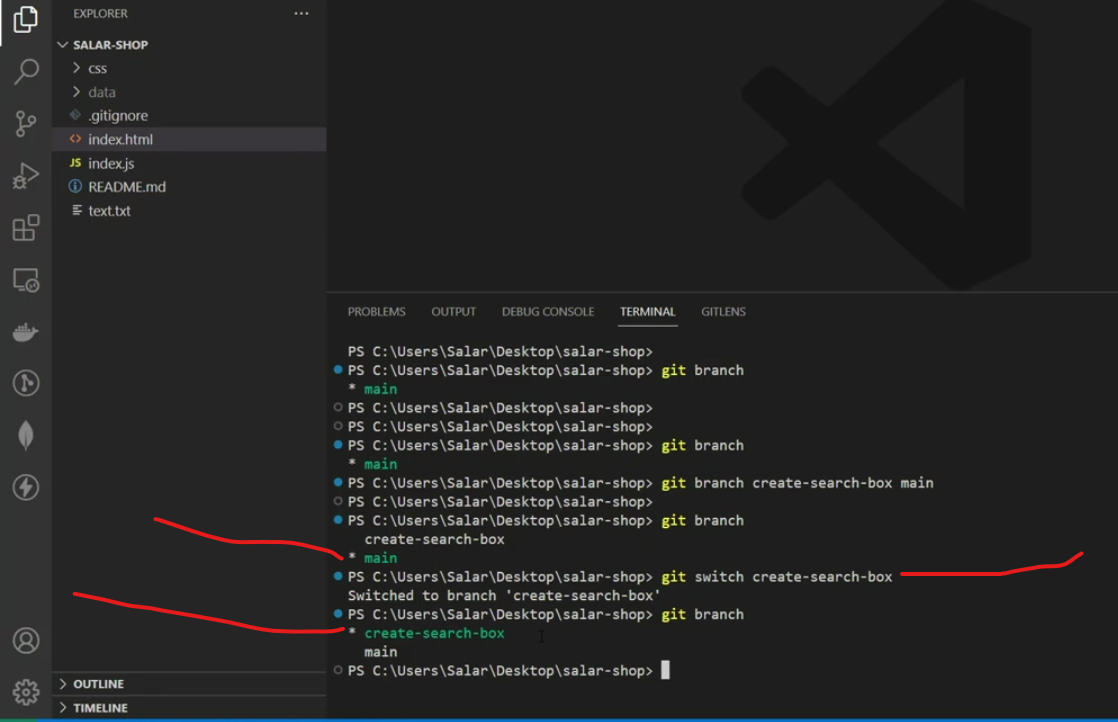 EXPLORER ...
SALAR-SHOP
> css
> data
.gitignore
<> index.html
JS index.js
README.md
text.txt
> OUTLINE
> TIMELINE
PROBLEMS OUTPUT DEBUG CONSOLE TERMINAL GITLENS
PS C:\Users\Salar\Desktop\salar-shop>
PS C:\Users\Salar\Desktop\salar-shop> git branch
* main
PS C:\Users\Salar\Desktop\salar-shop>
PS C:\Users\Salar\Desktop\salar-shop>
PS C:\Users\Salar\Desktop\salar-shop> git branch
* main
PS C:\Users\Salar\Desktop\salar-shop> git branch create-search-box main
PS C:\Users\Salar\Desktop\salar-shop>
PS C:\Users\Salar\Desktop\salar-shop> git branch
create-search-box
* main
PS C:\Users\Salar\Desktop\salar-shop> git switch create-search-box
Switched to branch 'create-search-box'
PS C:\Users\Salar\Desktop\salar-shop> git branch
* create-search-box
main
PS C:\Users\Salar\Desktop\salar-shop>